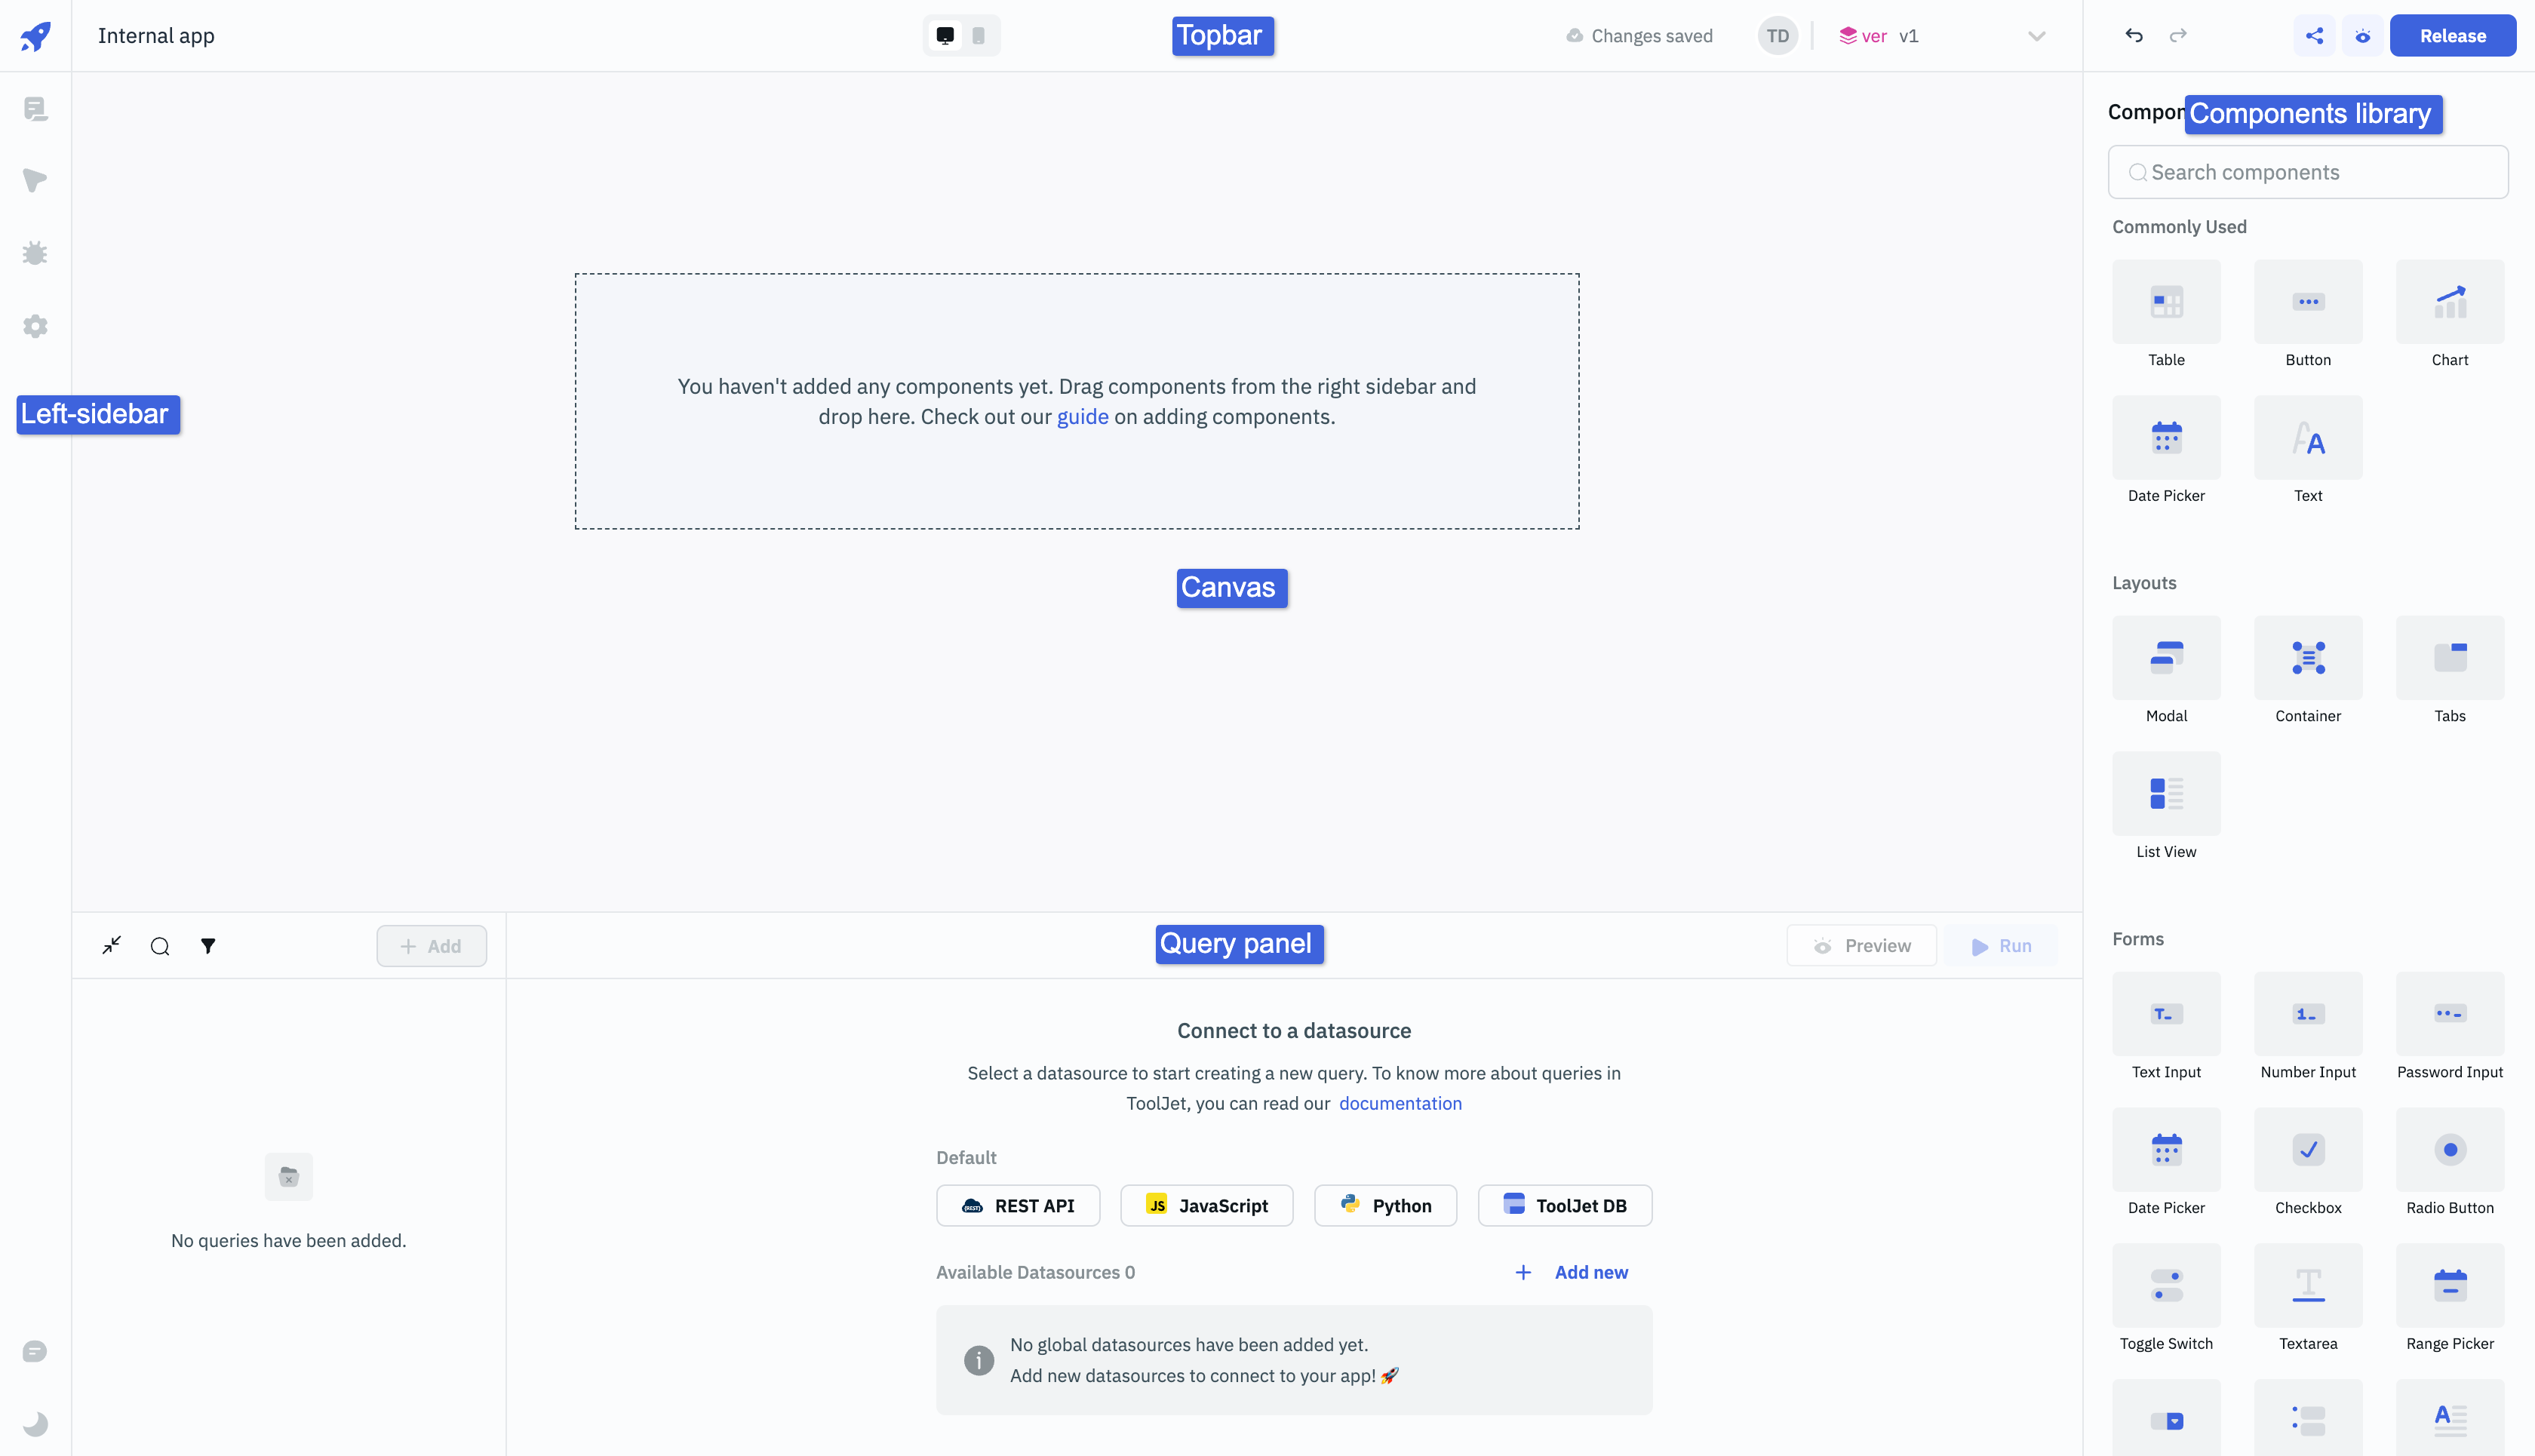 Internal app
Topbar
Changes saved
TD
ver v1
Release
Compon
Components library
Search components
Commonly Used
Table
Button
Chart
Date Picker
Text
Left-sidebar
You haven't added any components yet. Drag components from the right sidebar and
drop here. Check out our guide on adding components.
Canvas
Layouts
Modal
Container
Tabs
List View
Add
Query panel
Preview
Run
No queries have been added.
Connect to a datasource
Select a datasource to start creating a new query. To know more about queries in
ToolJet, you can read our documentation
Default
REST API
JS JavaScript
Python
ToolJet DB
Available Datasources 0
Add new
No global datasources have been added yet.
Add new datasources to connect to your app! 🚀
Forms
Text Input
Number Input
Password Input
Date Picker
Checkbox
Radio Button
Toggle Switch
Textarea
Range Picker